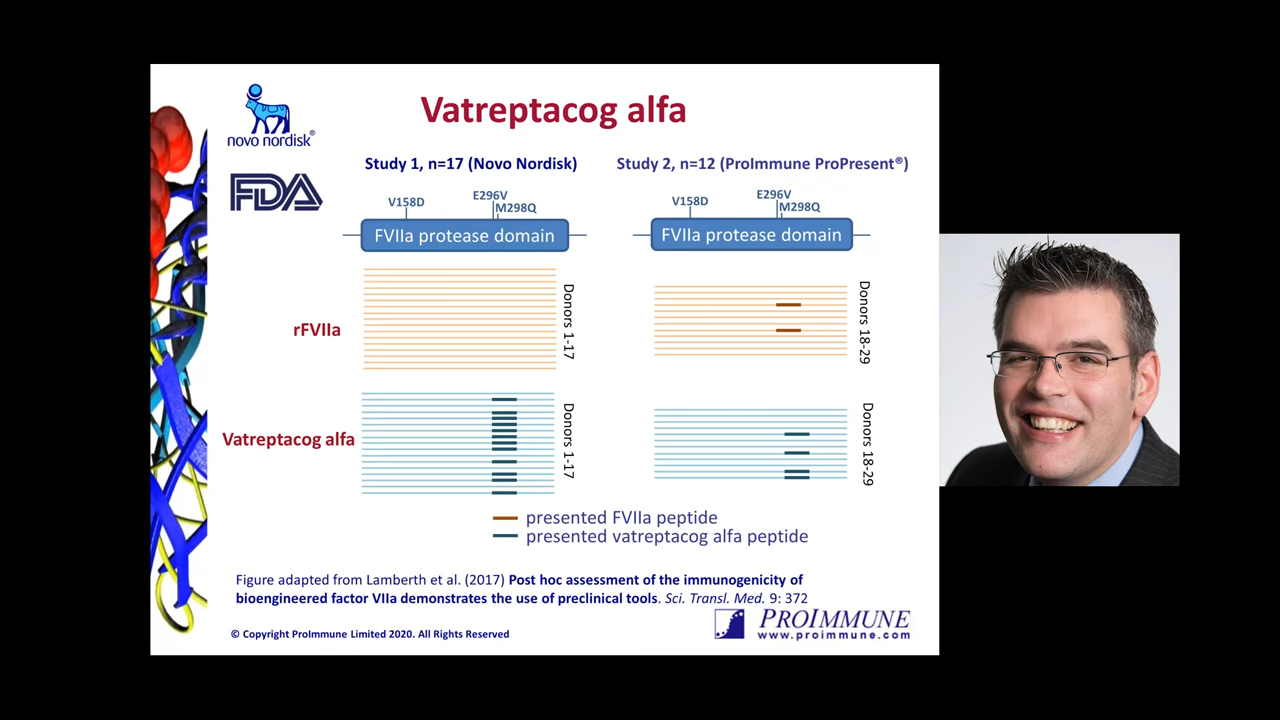 Vatreptacog alfa
novo nordisk®
FDA
Study 1, n=17 (Novo Nordisk)
Study 2, n=12 (ProImmune ProPresent®)
V158D
E296V
M298Q
FVIIa protease domain
V158D
E296V
M298Q
FVIIa protease domain
rFVIIa
Donors 1-17
Donors 18-29
Vatreptacog alfa
Donors 1-17
Donors 18-29
presented FVIIa peptide
presented vatreptacog alfa peptide
Figure adapted from Lamberth et al. (2017) Post hoc assessment of the immunogenicity of
bioengineered factor VIIa demonstrates the use of preclinical tools. Sci. Transl. Med. 9: 372
© Copyright ProImmune Limited 2020. All Rights Reserved
PROIMMUNE
www.proimmune.com